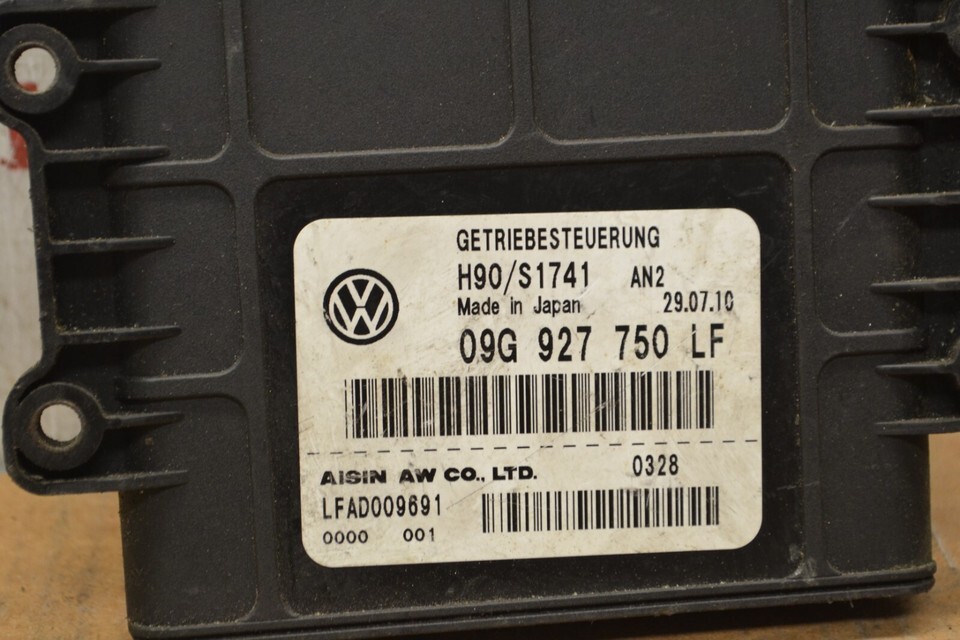 GETRIEBESTEUERUNG
H90/S1741 AN2
Made in Japan 29.07.10
09G 927 750 LF
AISIN AW CO., LTD. 0328
LFAD009691
0000 001